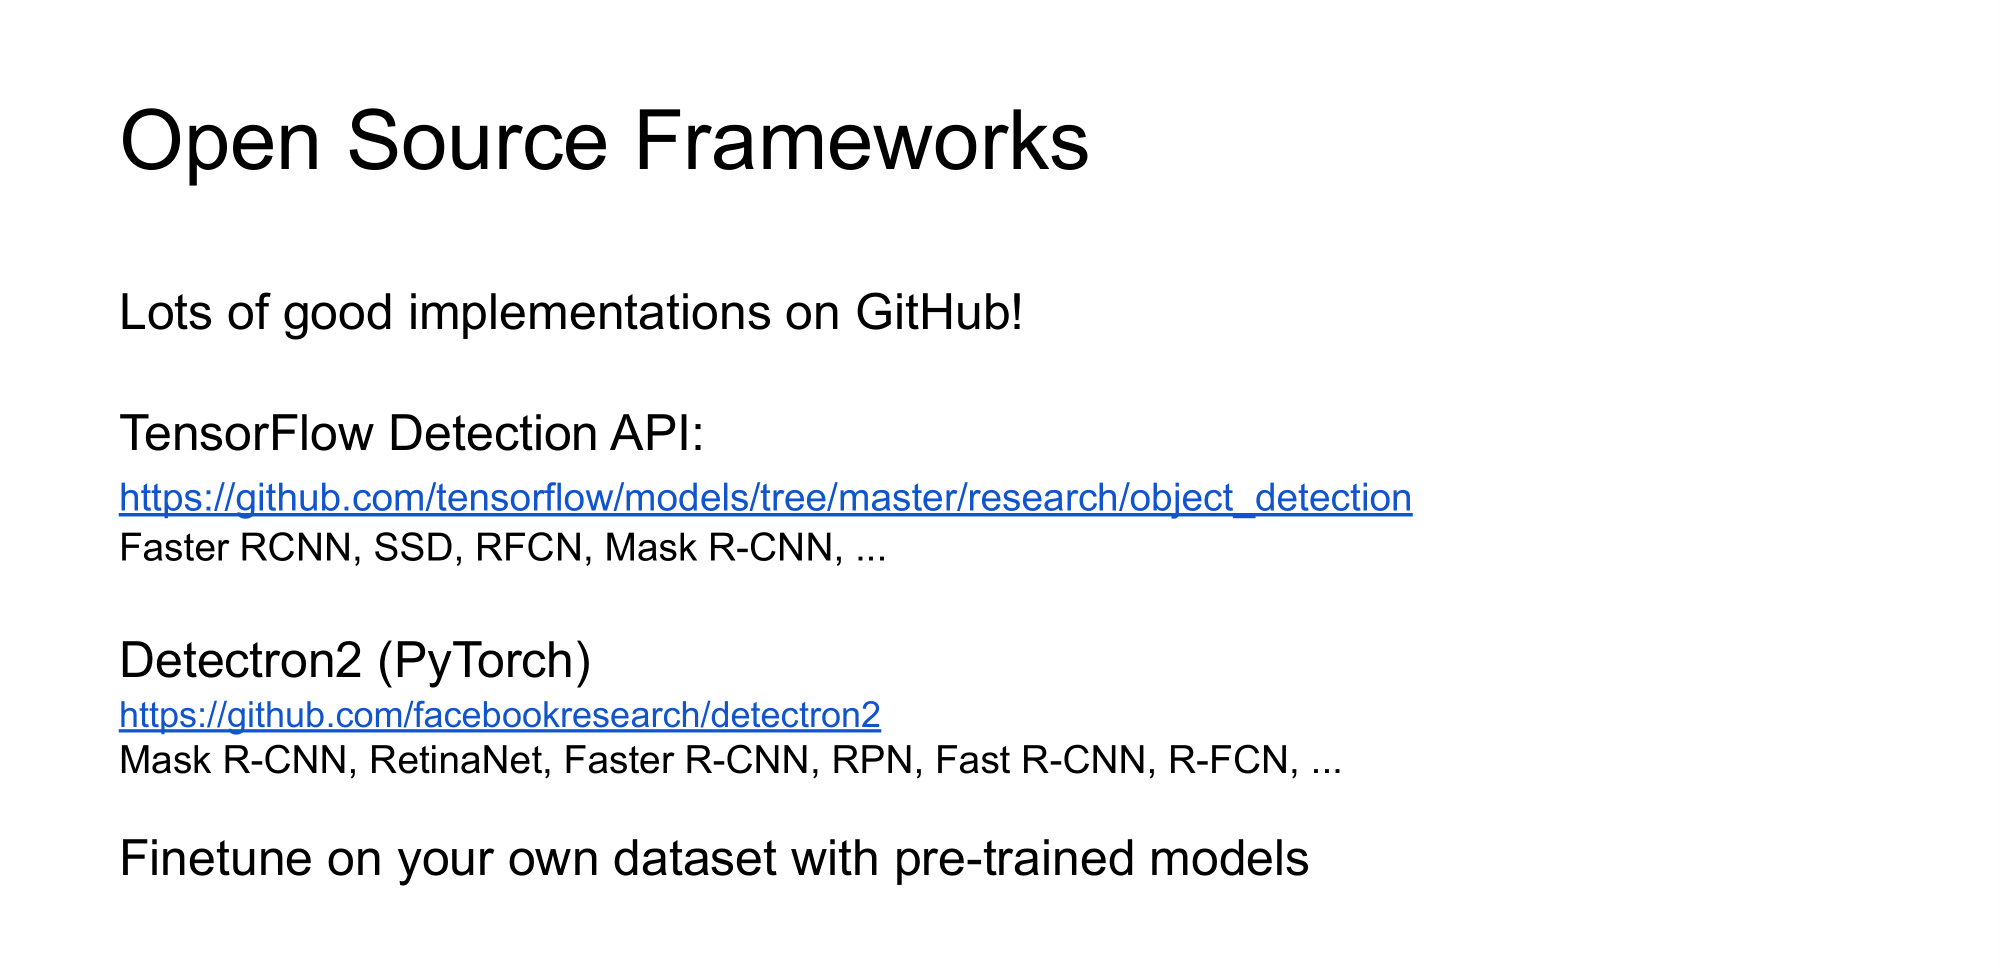 Open Source Frameworks
Lots of good implementations on GitHub!
TensorFlow Detection API:
https://github.com/tensorflow/models/tree/master/research/object_detection
Faster RCNN, SSD, RFCN, Mask R-CNN, ...
Detectron2 (PyTorch)
https://github.com/facebookresearch/detectron2
Mask R-CNN, RetinaNet, Faster R-CNN, RPN, Fast R-CNN, R-FCN, ...
Finetune on your own dataset with pre-trained models